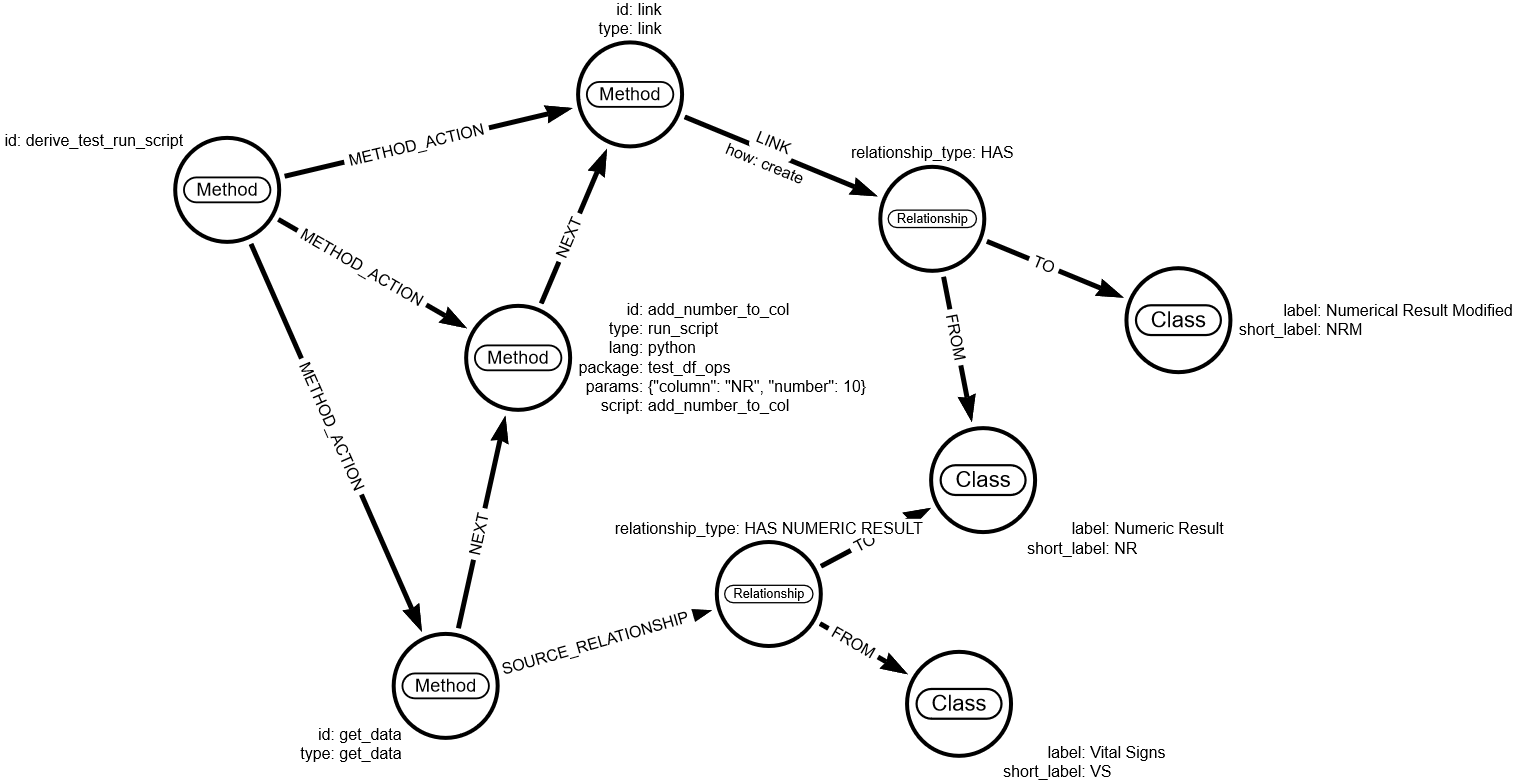 id: link
type: link
Method
METHOD_ACTION
id: derive_test_run_script
Method
LINK
how: create
relationship_type: HAS
Relationship
METHOD_ACTION
NEXT
TO
label: Numerical Result Modified
short_label: NRM
Class
id: add_number_to_col
type: run_script
lang: python
package: test_df_ops
params: {"column": "NR", "number": 10}
script: add_number_to_col
Method
FROM
METHOD_ACTION
Class
label: Numeric Result
short_label: NR
NEXT
relationship_type: HAS NUMERIC RESULT
TO
Relationship
SOURCE_RELATIONSHIP
FROM
Method
id: get_data
type: get_data
Class
label: Vital Signs
short_label: VS